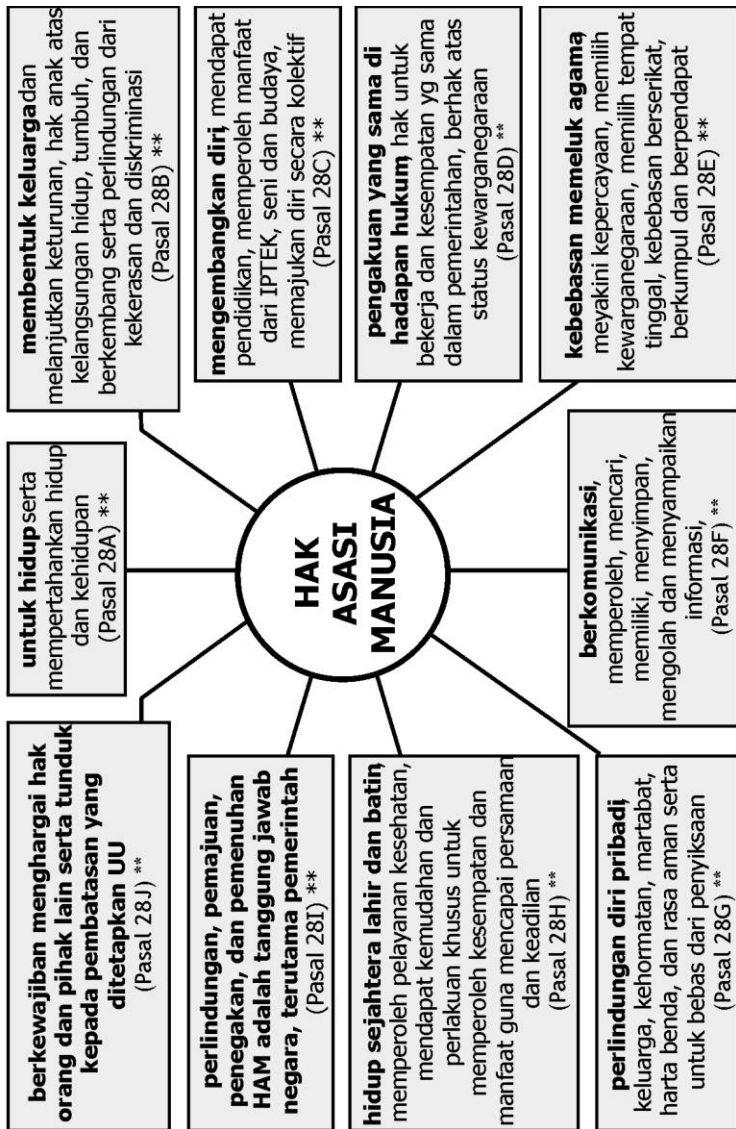 HAK
ASASI
MANUSIA
untuk hidup serta
mempertahankan hidup
dan kehidupan
(Pasal 28A) **
membentuk keluargadan
melanjutkan keturunan, hak anak atas
kelangsungan hidup, tumbuh, dan
berkembang serta perlindungan dari
kekerasan dan diskriminasi
(Pasal 28B) **
mengembangkan diri, mendapat
pendidikan, memperoleh manfaat
dari IPTEK, seni dan budaya,
memajukan diri secara kolektif
(Pasal 28C) **
pengakuan yang sama di
hadapan hukum, hak untuk
bekerja dan kesempatan yg sama
dalam pemerintahan, berhak atas
status kewarganegaraan
(Pasal 28D) **
kebebasan memeluk agama,
meyakini kepercayaan, memilih
kewarganegaraan, memilih tempat
tinggal, kebebasan berserikat,
berkumpul dan berpendapat
(Pasal 28E) **
berkomunikasi,
memperoleh, mencari,
memiliki, menyimpan,
mengolah dan menyampaikan
informasi,
(Pasal 28F) **
perlindungan diri pribadi,
keluarga, kehormatan, martabat,
harta benda, dan rasa aman serta
untuk bebas dari penyiksaan
(Pasal 28G) **
hidup sejahtera lahir dan batin,
memperoleh pelayanan kesehatan,
mendapat kemudahan dan
perlakuan khusus untuk
memperoleh kesempatan dan
manfaat guna mencapai persamaan
dan keadilan
(Pasal 28H) **
perlindungan, pemajuan,
penegakan, dan pemenuhan
HAM adalah tanggung jawab
negara, terutama pemerintah
(Pasal 28I) **
berkewajiban menghargai hak
orang dan pihak lain serta tunduk
kepada pembatasan yang
ditetapkan UU
(Pasal 28J) **